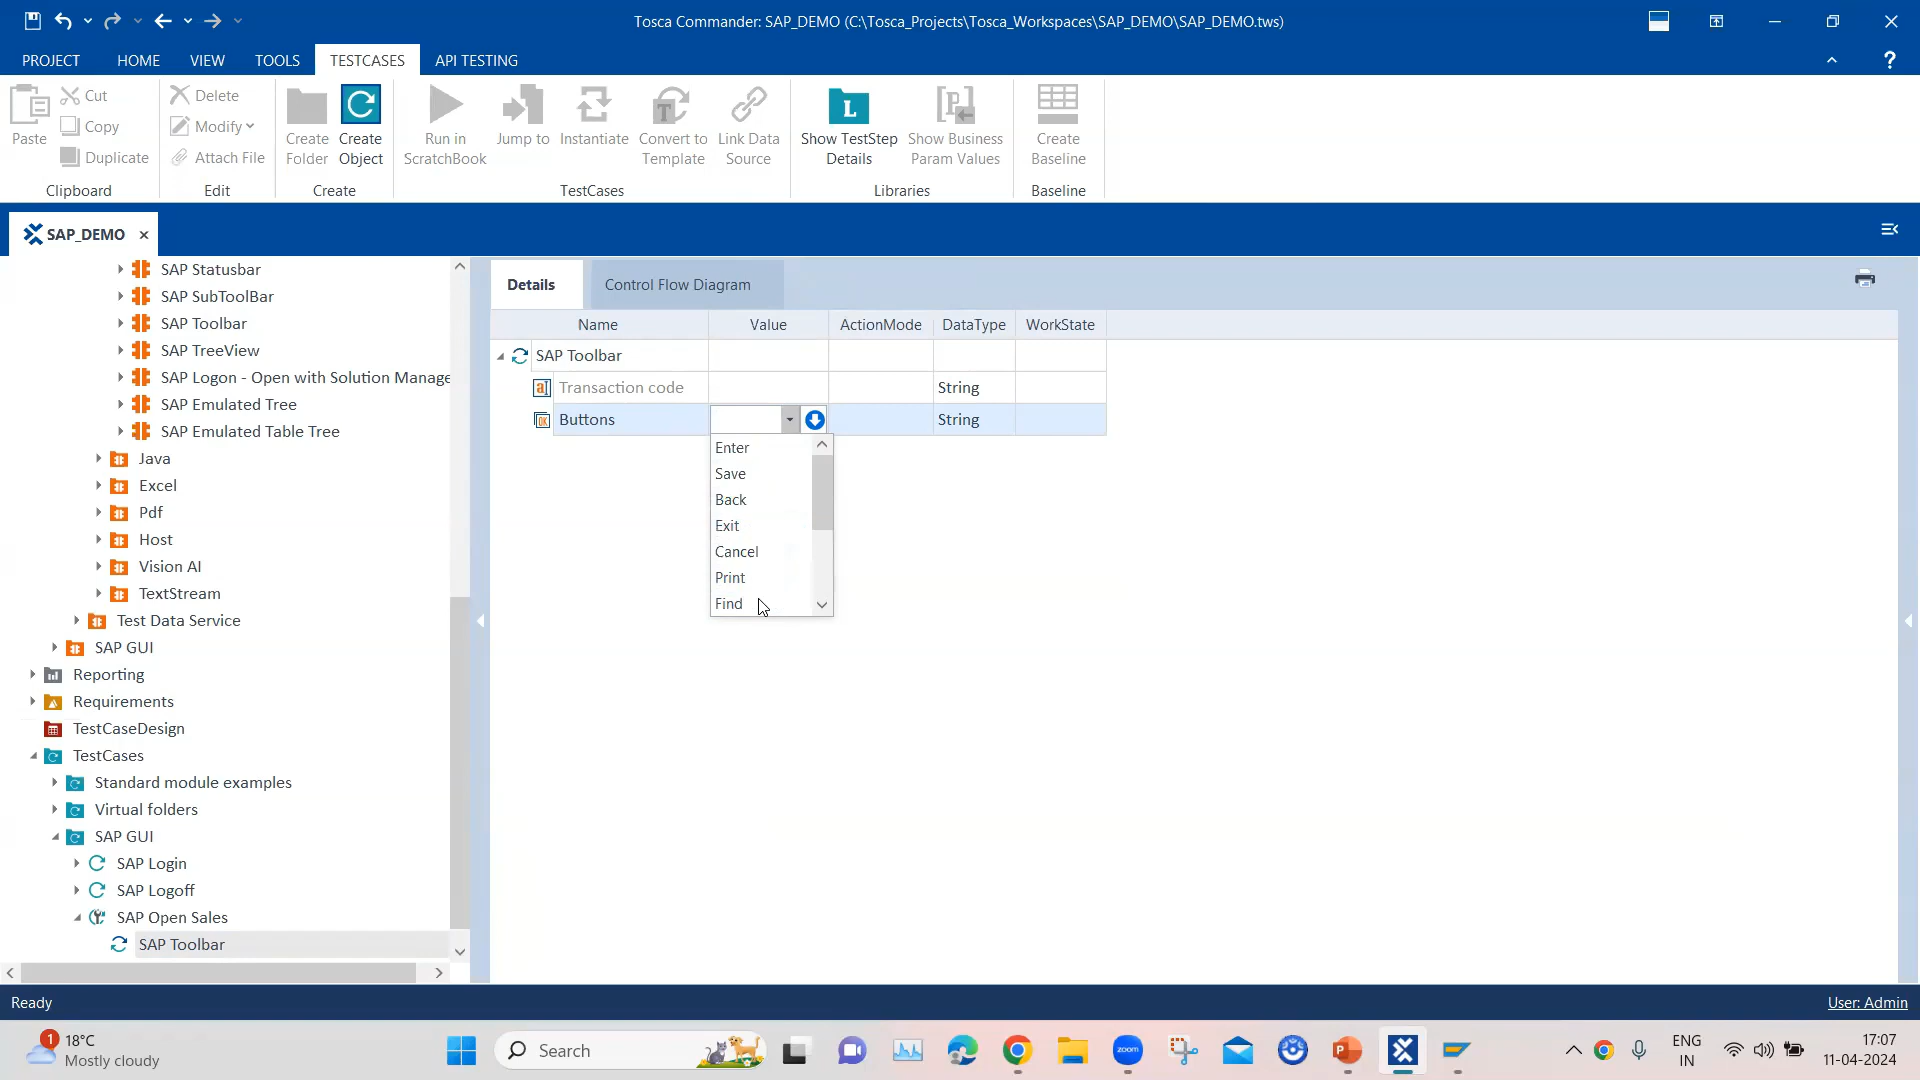 Tosca Commander: SAP_DEMO (C:\Tosca_Projects\Tosca_Workspaces\SAP_DEMO\SAP_DEMO.tws)
PROJECT HOME VIEW TOOLS TESTCASES API TESTING
Paste
Cut
Copy
Duplicate
Clipboard
Delete
Modify
Attach File
Edit
Create Folder
Create Object
Create
Run in ScratchBook
Jump to
Instantiate
Convert to Template
Link Data Source
TestCases
Show TestStep Details
Show Business Param Values
Libraries
Create Baseline
Baseline
SAP_DEMO
SAP Statusbar
SAP SubToolBar
SAP Toolbar
SAP TreeView
SAP Logon - Open with Solution Manage
SAP Emulated Tree
SAP Emulated Table Tree
Java
Excel
Pdf
Host
Vision AI
TextStream
Test Data Service
SAP GUI
Reporting
Requirements
TestCaseDesign
TestCases
Standard module examples
Virtual folders
SAP GUI
SAP Login
SAP Logoff
SAP Open Sales
SAP Toolbar
Details Control Flow Diagram
Name Value ActionMode DataType WorkState
SAP Toolbar
Transaction code String
Buttons String
Enter
Save
Back
Exit
Cancel
Print
Find
Ready User: Admin
1
18°C
Mostly cloudy
Search
zoom
ENG
IN
17:07
11-04-2024